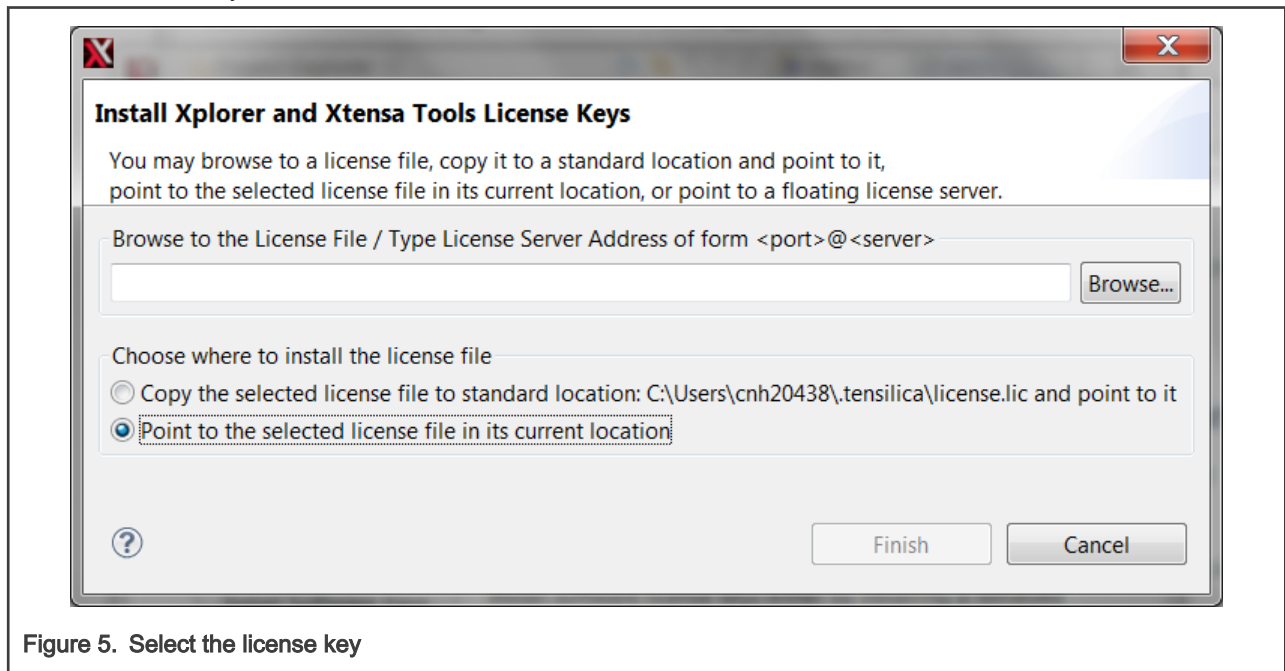 Install Xplorer and Xtensa Tools License Keys
You may browse to a license file, copy it to a standard location and point to it,
point to the selected license file in its current location, or point to a floating license server.
Browse to the License File / Type License Server Address of form <port>@<server>
Browse...
Choose where to install the license file
Copy the selected license file to standard location: C:\Users\cnh20438\.tensilica\license.lic and point to it
Point to the selected license file in its current location
Finish
Cancel
Figure 5. Select the license key